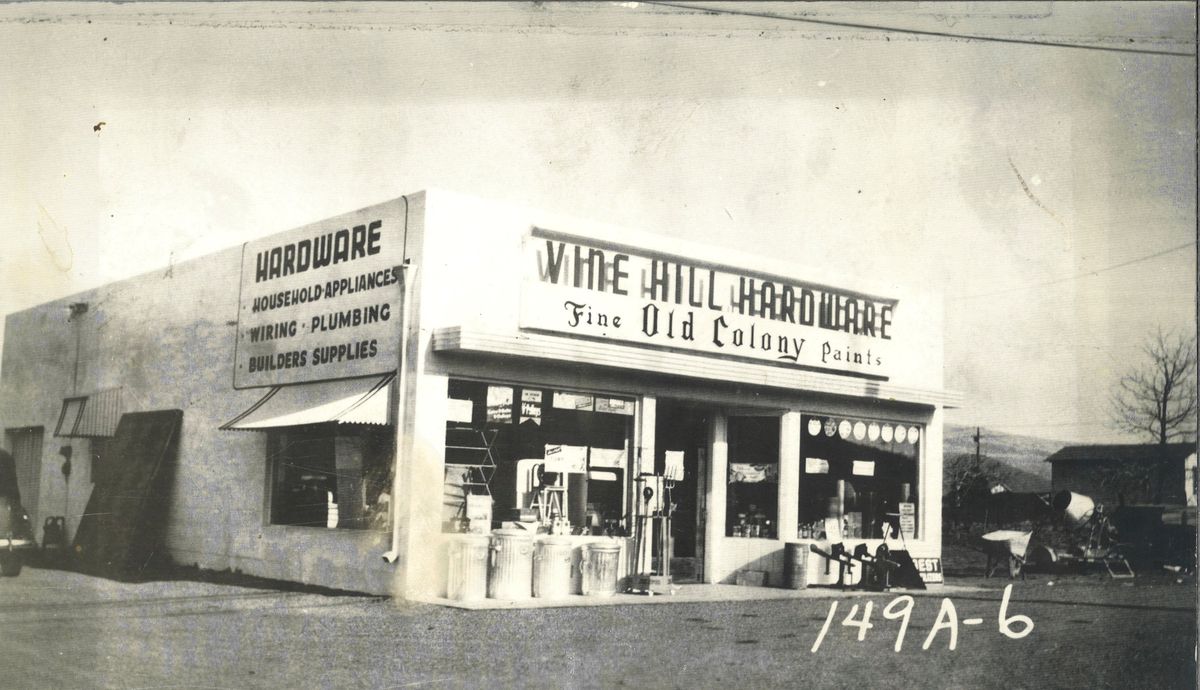 HARDWARE
· HOUSEHOLD · APPLIANCES
· WIRING · PLUMBING
· BUILDERS SUPPLIES
VINE HILL HARDWARE
Fine Old Colony Paints
149A-6